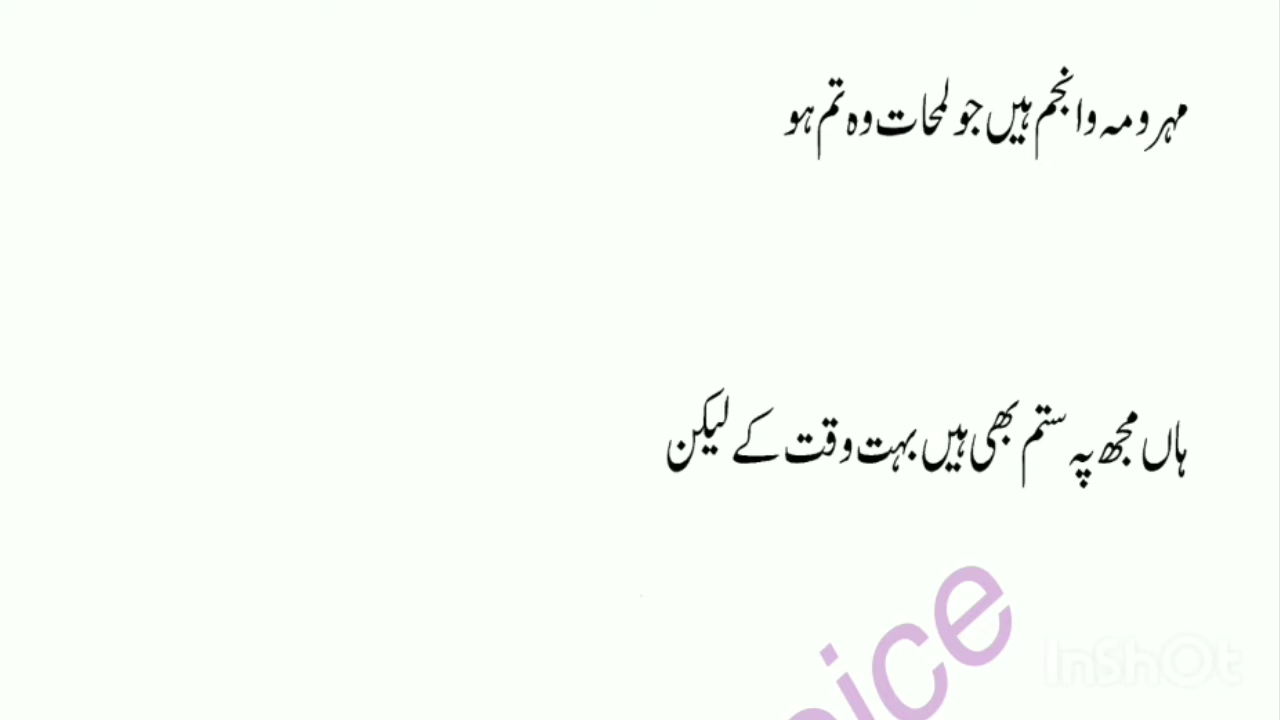 مہر و مہ و انجم ہیں جو لمحات وہ تم ہو
ہاں مجھ پہ ستم بھی ہیں بہت وقت کے لیکن
InShOt